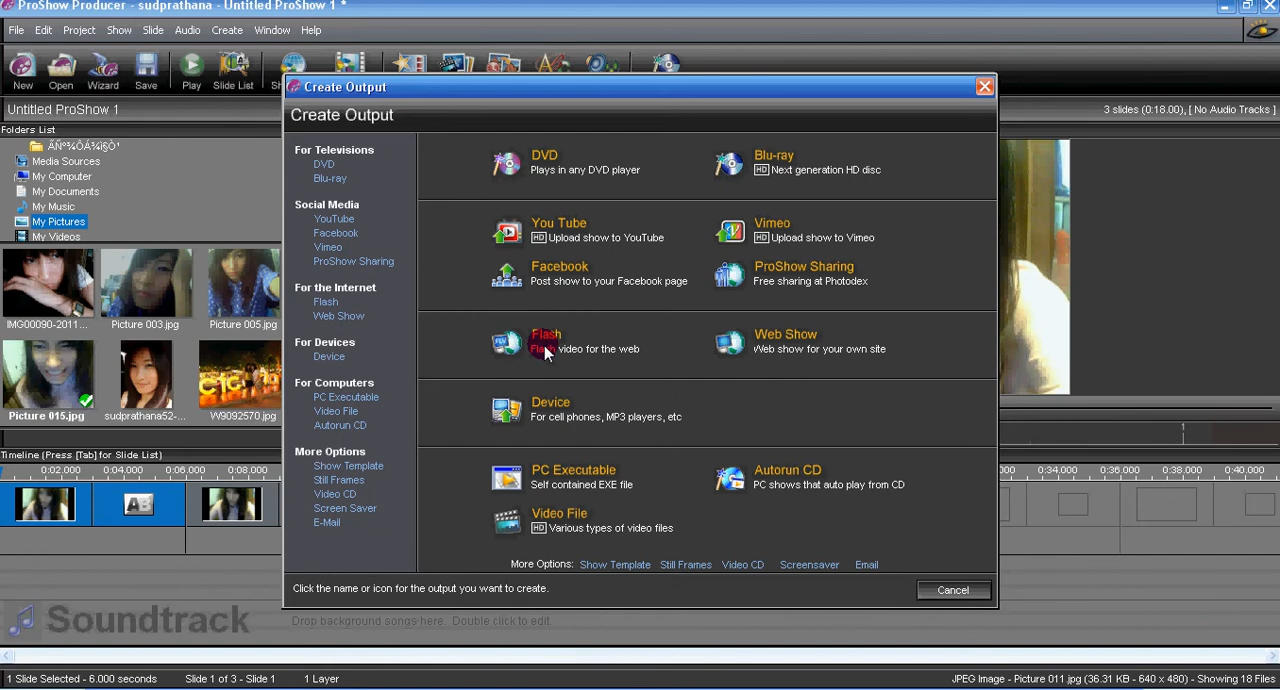 ProShow Producer - sudprathana - Untitled ProShow 1 *
File Edit Project Show Slide Audio Create Window Help
New Open Wizard Save Play Slide List
Untitled ProShow 1
3 slides (0:18.00), [ No Audio Tracks ]
Folders List
Media Sources
My Computer
My Documents
My Music
My Pictures
My Videos
IMG00090-2011... Picture 003.jpg Picture 005.jpg
Picture 015.jpg sudprathana52-... W9092570.jpg
Create Output
Create Output
For Televisions
DVD
Blu-ray
Social Media
YouTube
Facebook
Vimeo
ProShow Sharing
For the Internet
Flash
Web Show
For Devices
Device
For Computers
PC Executable
Video File
Autorun CD
More Options
Show Template
Still Frames
Video CD
Screen Saver
E-Mail
DVD
Plays in any DVD player
Blu-ray
HD Next generation HD disc
You Tube
HD Upload show to YouTube
Vimeo
HD Upload show to Vimeo
Facebook
Post show to your Facebook page
ProShow Sharing
Free sharing at Photodex
Flash
Flash video for the web
Web Show
Web show for your own site
Device
For cell phones, MP3 players, etc
PC Executable
Self contained EXE file
Autorun CD
PC shows that auto play from CD
Video File
HD Various types of video files
More Options: Show Template Still Frames Video CD Screensaver Email
Click the name or icon for the output you want to create.
Cancel
1
Timeline (Press [Tab] for Slide List)
0:02.000 0:04.000 0:06.000 0:08.000 0:34.000 0:36.000 0:38.000 0:40.000
AB
Soundtrack Drop background songs here. Double click to edit.
1 Slide Selected - 6.000 seconds Slide 1 of 3 - Slide 1 1 Layer JPEG Image - Picture 011.jpg (36.31 KB - 640 x 480) - Showing 18 Files